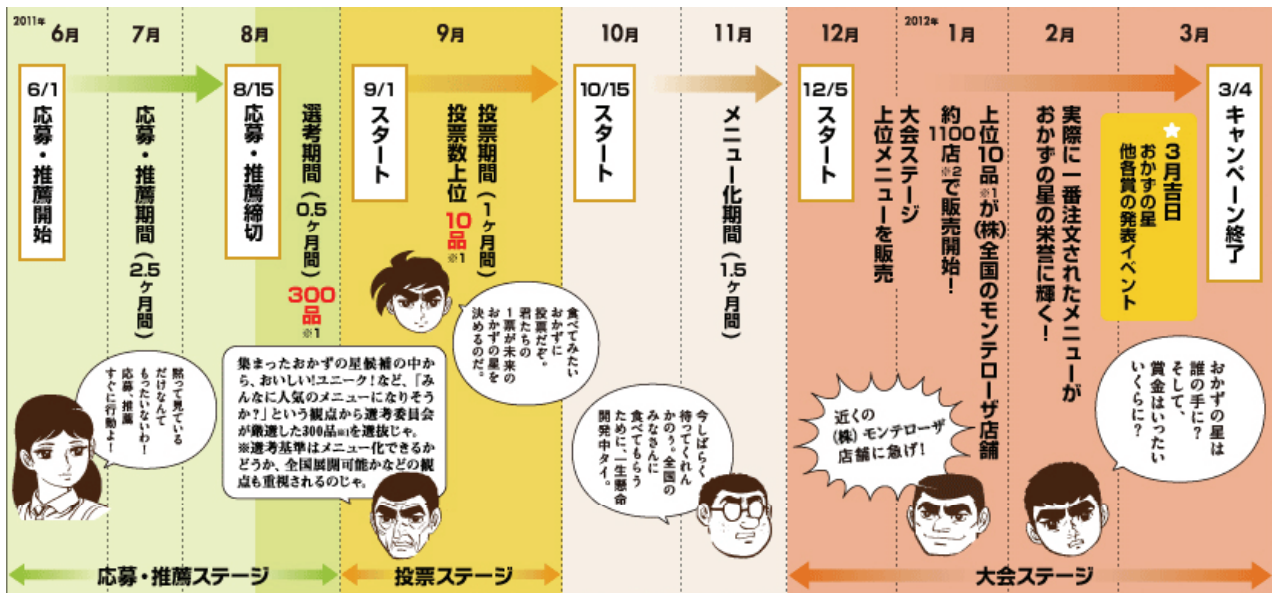 2011年
6月
7月
8月
9月
10月
11月
12月
2012年
1月
2月
3月
6/1
応募・推薦開始
応募・推薦期間(2.5ヶ月間)
8/15
応募・推薦締切
選考期間(0.5ヶ月間)
300品※1
9/1
スタート
投票期間(1ヶ月間)
投票数上位10品※1
10/15
スタート
メニュー化期間(1.5ヶ月間)
12/5
スタート
大会ステージ
上位メニューを販売
上位10品※1が(株)全国のモンテローザ店舗
約1100店※2で販売開始!
実際に一番注文されたメニューが
おかずの星の栄誉に輝く!
★3月吉日
おかずの星
他各賞の発表イベント
3/4
キャンペーン終了
黙って見ている
だけなんて
もったいないわ!
応募、推薦
すぐに行動よ!
集まったおかずの星候補の中か
ら、おいしい!ユニーク!など、「み
んなに人気のメニューになりそう
か?」という観点から選考委員会
が厳選した300品※1を選抜じゃ。
※選考基準はメニュー化できるか
どうか、全国展開可能かなどの観
点も重視されるのじゃ。
食べてみたい
おかずに
投票だぞ。
君たちの
1票が未来の
おかずの星を
決めるのだ。
今しばらく、
待ってくれん
かのぅ。全国の
みなさんに
食べてもらう
ために、一生懸命
開発中タイ。
近くの
(株)モンテローザ
店舗に急げ!
おかずの星は
誰の手に?
そして、
賞金はいったい
いくらに?
応募・推薦ステージ
投票ステージ
大会ステージ